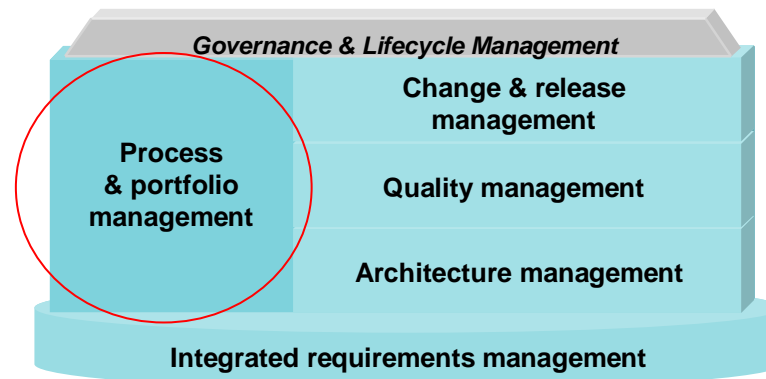 Governance & Lifecycle Management
Change & release
management
Process
& portfolio
management
Quality management
Architecture management
Integrated requirements management